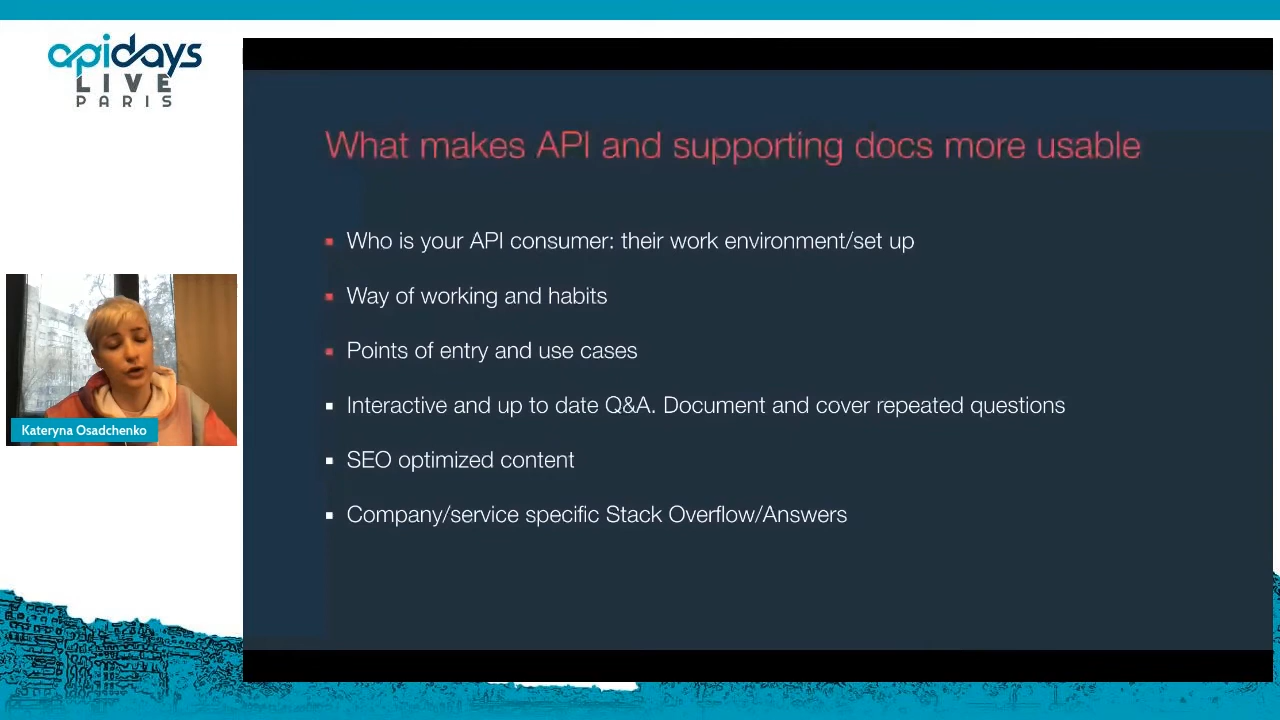 apidays
LIVE
PARIS
What makes API and supporting docs more usable
Who is your API consumer: their work environment/set up
Way of working and habits
Points of entry and use cases
Interactive and up to date Q&A. Document and cover repeated questions
SEO optimized content
Company/service specific Stack Overflow/Answers
Kateryna Osadchenko